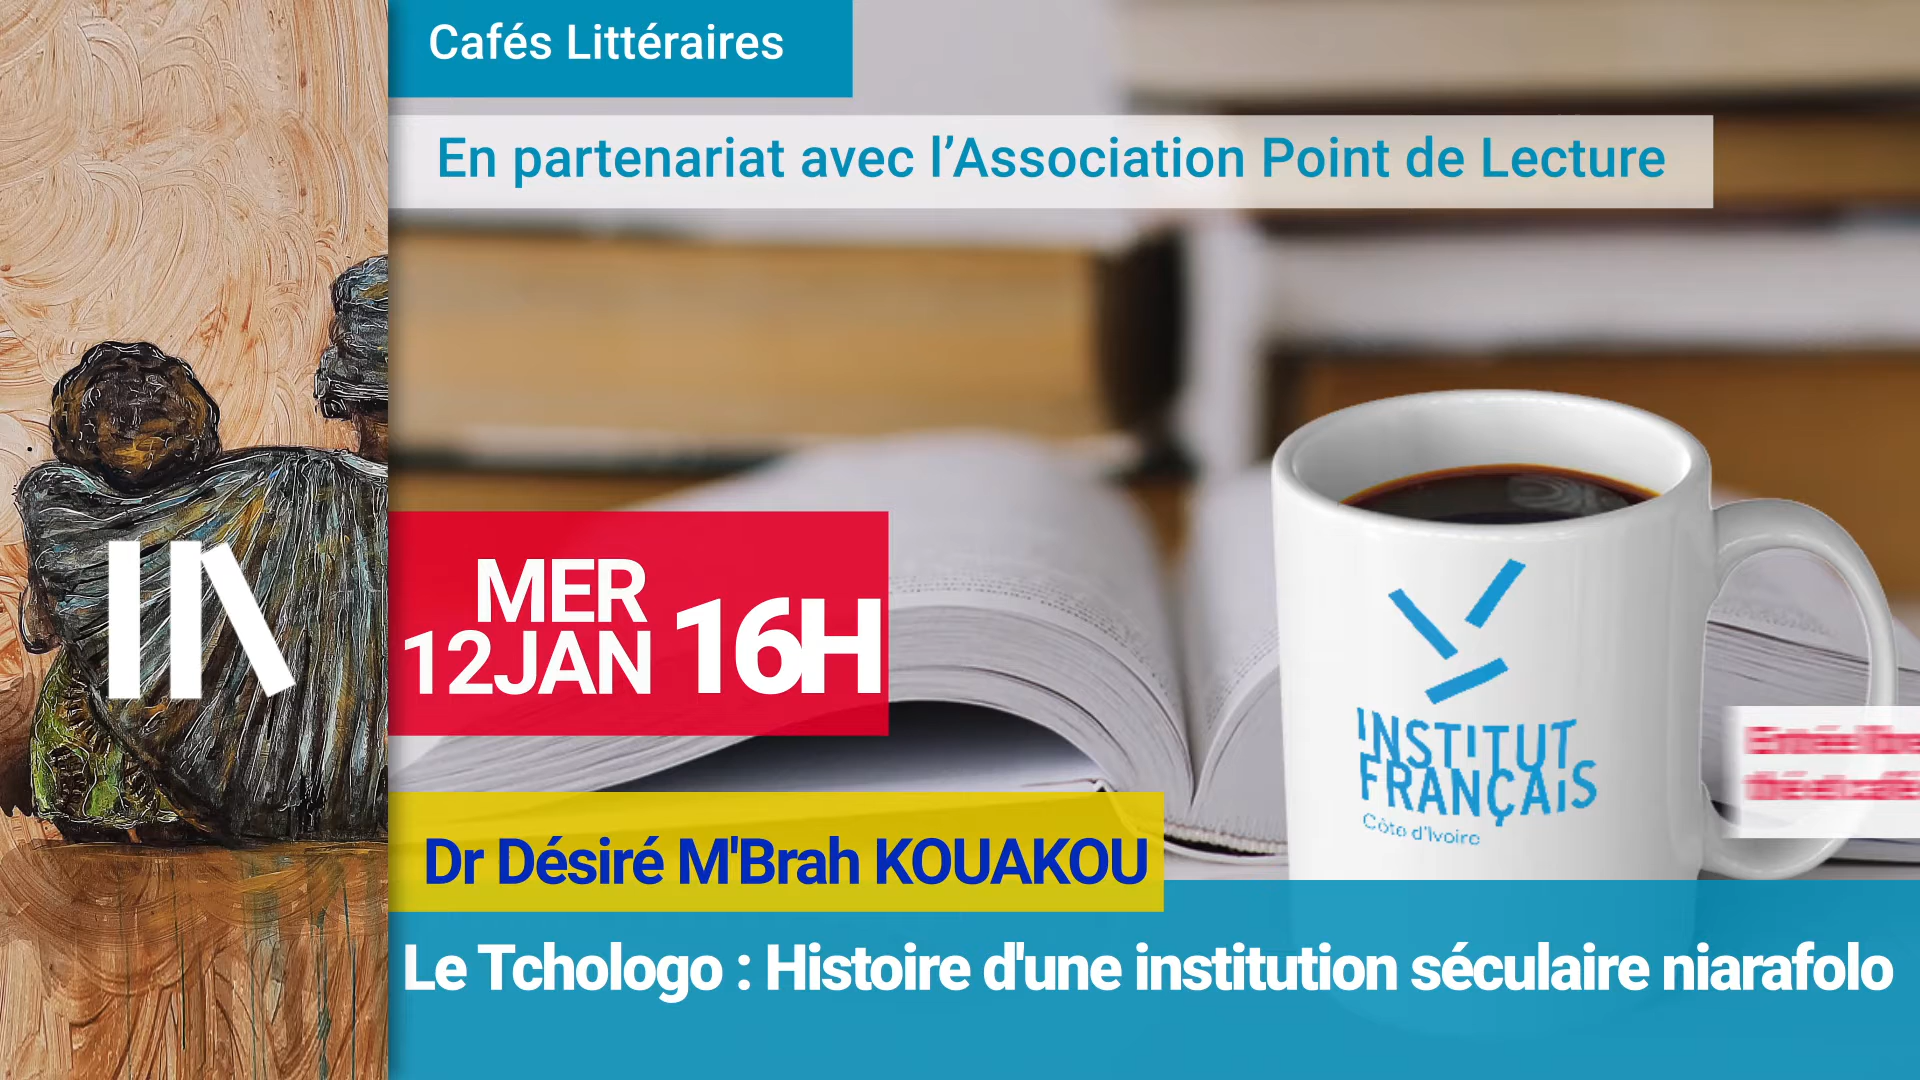 Cafés Littéraires
En partenariat avec l’Association Point de Lecture
MER
12JAN 16H
INSTITUT
FRANÇAIS
Côte d'Ivoire
Dr Désiré M'Brah KOUAKOU
Le Tchologo : Histoire d'une institution séculaire niarafolo